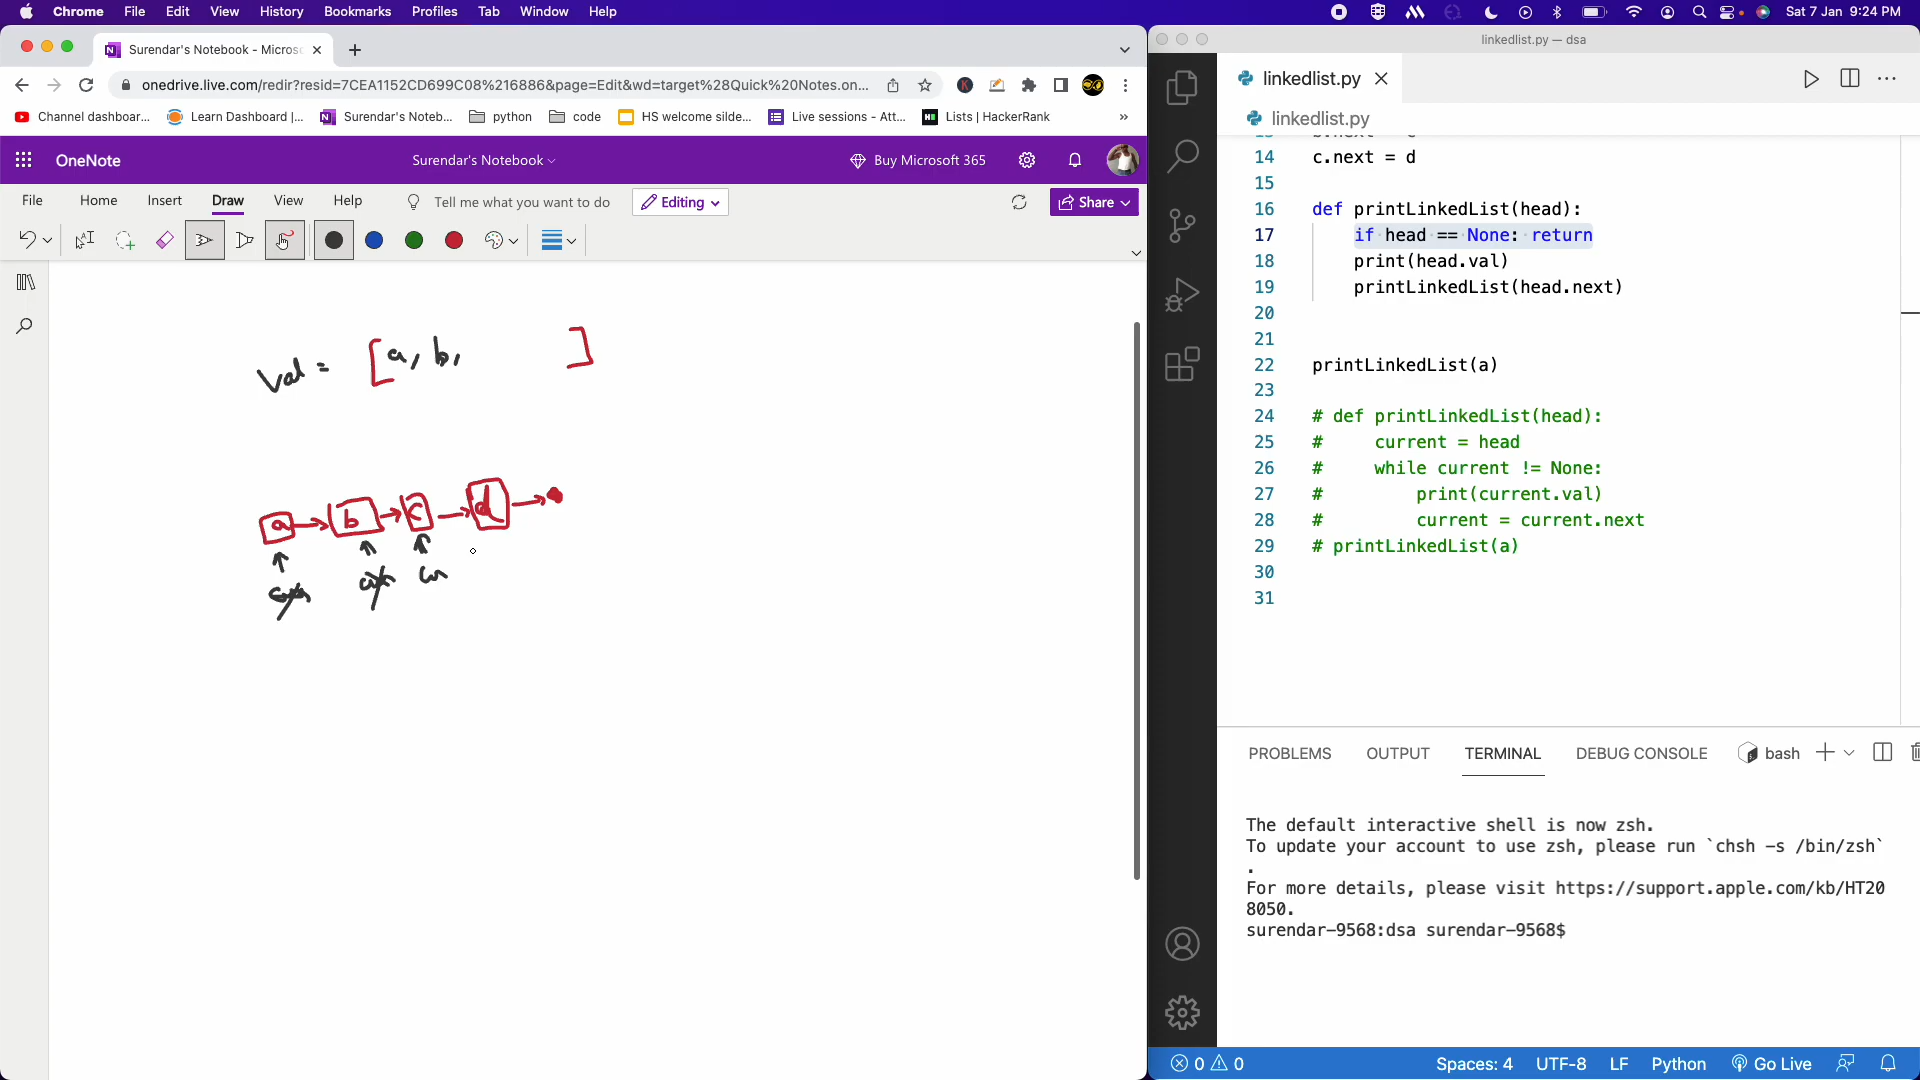 Chrome File Edit View History Bookmarks Profiles Tab Window Help Sat 7 Jan 9:24 PM
Surendar's Notebook - Micros
onedrive.live.com/redir?resid=7CEA1152CD699C08%216886&page=Edit&wd=target%28Quick%20Notes.on...
Channel dashboar... Learn Dashboard |... Surendar's Noteb... python code HS welcome silde... Live sessions - Att... Lists | HackerRank »
OneNote Surendar's Notebook Buy Microsoft 365
File Home Insert Draw View Help Tell me what you want to do Editing Share
val = [a, b, ]
a b c d
cur cur cur
linkedlist.py — dsa
linkedlist.py
linkedlist.py
14 c.next = d
15
16 def printLinkedList(head):
17 if head == None: return
18 print(head.val)
19 printLinkedList(head.next)
20
21
22 printLinkedList(a)
23
24 # def printLinkedList(head):
25 # current = head
26 # while current != None:
27 # print(current.val)
28 # current = current.next
29 # printLinkedList(a)
30
31
PROBLEMS OUTPUT TERMINAL DEBUG CONSOLE bash
The default interactive shell is now zsh.
To update your account to use zsh, please run `chsh -s /bin/zsh`
.
For more details, please visit https://support.apple.com/kb/HT20
8050.
surendar-9568:dsa surendar-9568$
0 0 Spaces: 4 UTF-8 LF Python Go Live